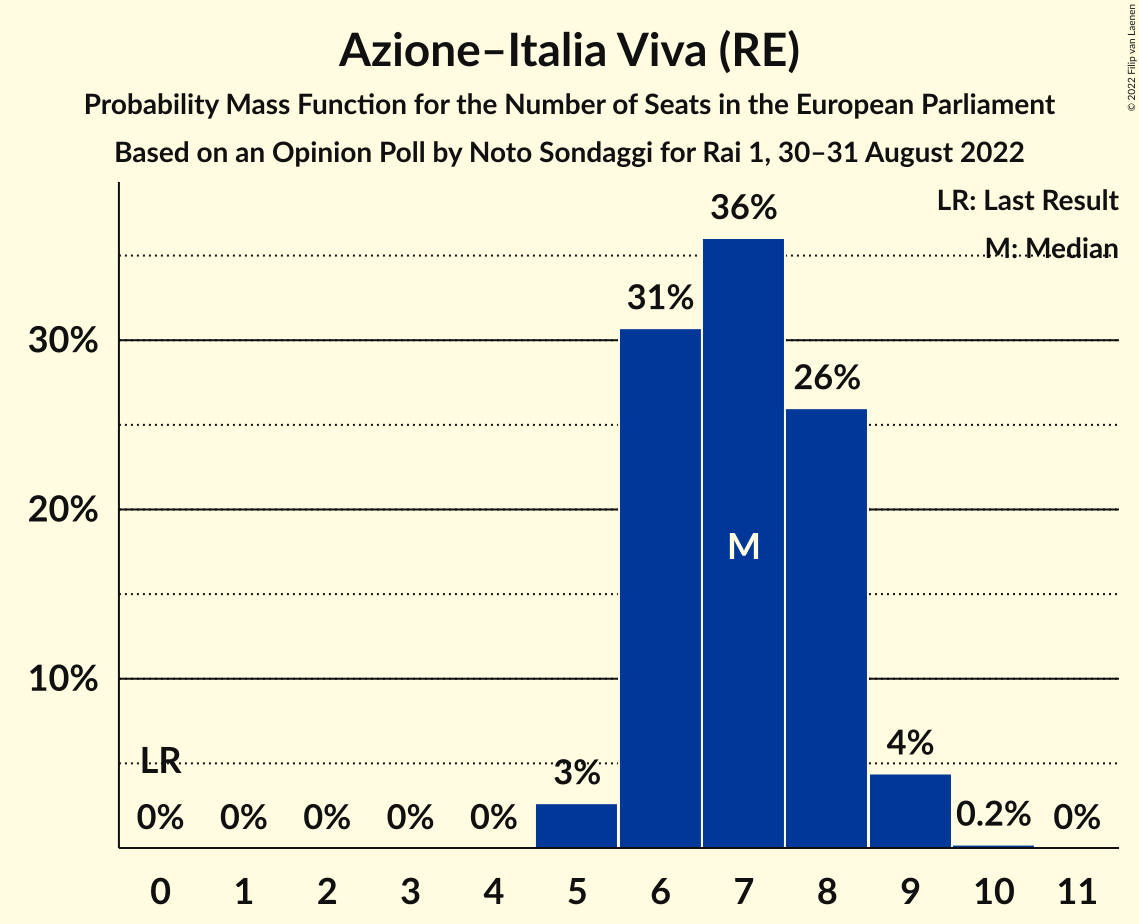 Azione–Italia Viva (RE)
Probability Mass Function for the Number of Seats in the European Parliament
Based on an Opinion Poll by Noto Sondaggi for Rai 1, 30–31 August 2022
© 2022 Filip van Laenen
LR: Last Result
M: Median
36%
31%
30%
26%
20%
M
10%
LR
4%
3%
0% 0% 0% 0% 0% 0.2% 0%
0 1 2 3 4 5 6 7 8 9 10 11